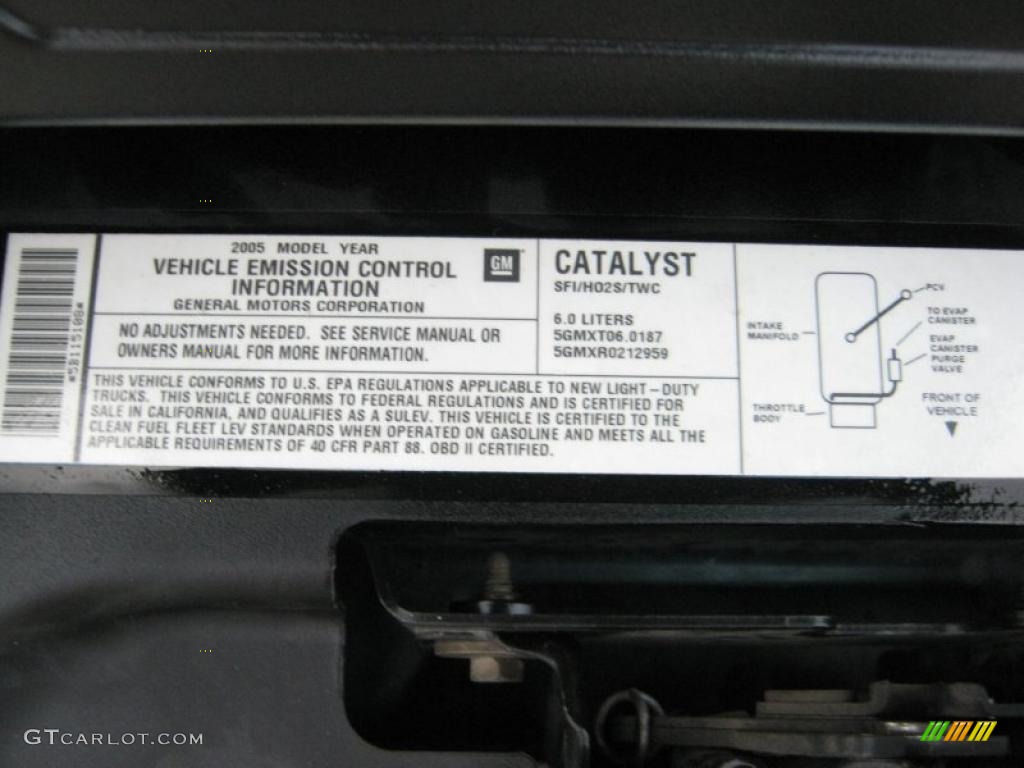 *5B115108*
2005 MODEL YEAR
VEHICLE EMISSION CONTROL
INFORMATION
GENERAL MOTORS CORPORATION
GM
NO ADJUSTMENTS NEEDED. SEE SERVICE MANUAL OR
OWNERS MANUAL FOR MORE INFORMATION.
CATALYST
SFI/HO2S/TWC
6.0 LITERS
5GMXT06.0187
5GMXR0212959
THIS VEHICLE CONFORMS TO U.S. EPA REGULATIONS APPLICABLE TO NEW LIGHT-DUTY
TRUCKS. THIS VEHICLE CONFORMS TO FEDERAL REGULATIONS AND IS CERTIFIED FOR
SALE IN CALIFORNIA, AND QUALIFIES AS A SULEV. THIS VEHICLE IS CERTIFIED TO THE
CLEAN FUEL FLEET LEV STANDARDS WHEN OPERATED ON GASOLINE AND MEETS ALL THE
APPLICABLE REQUIREMENTS OF 40 CFR PART 88. OBD II CERTIFIED.
PCV
TO EVAP
CANISTER
INTAKE
MANIFOLD
EVAP
CANISTER
PURGE
VALVE
THROTTLE
BODY
FRONT OF
VEHICLE
GTCARLOT.COM